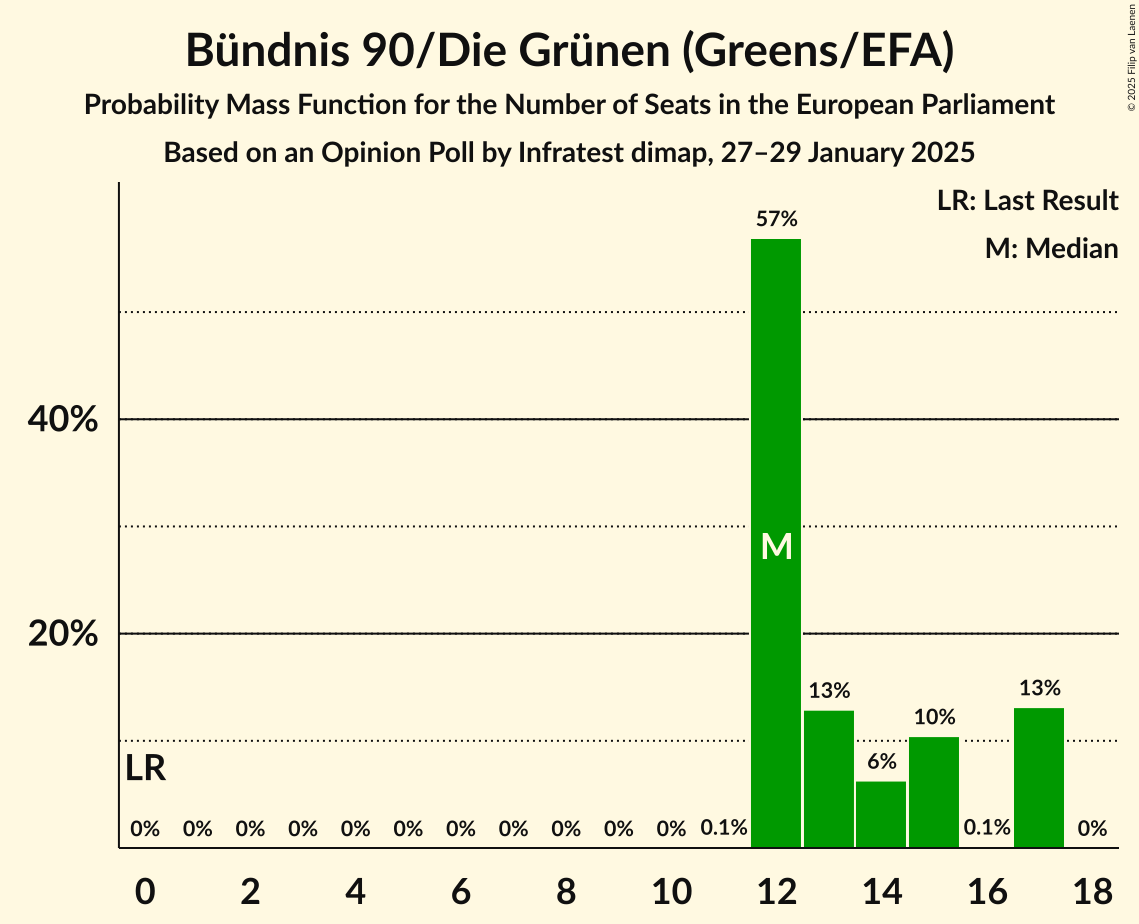 Bündnis 90/Die Grünen (Greens/EFA)
Probability Mass Function for the Number of Seats in the European Parliament
Based on an Opinion Poll by Infratest dimap, 27–29 January 2025
© 2025 Filip van Laenen
LR: Last Result
M: Median
57%
40%
M
20%
13%
13%
10%
6%
LR
0% 0% 0% 0% 0% 0% 0% 0% 0% 0% 0% 0.1% 0.1% 0%
0 2 4 6 8 10 12 14 16 18